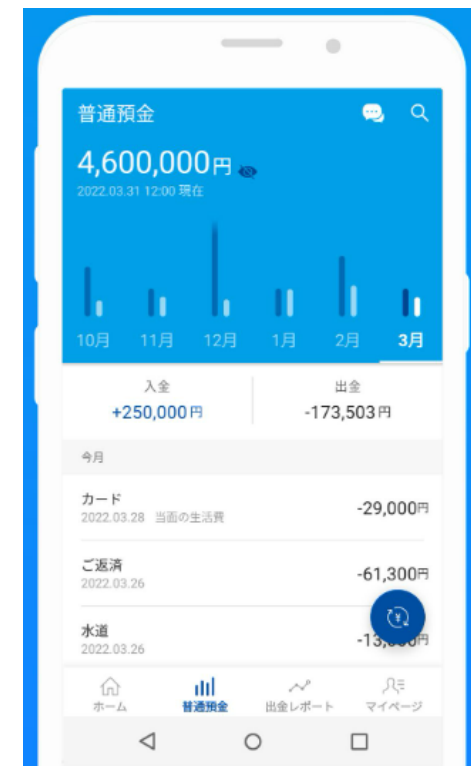 普通預金
4,600,000円
2022.03.31 12:00 現在
10月 11月 12月 1月 2月 3月
入金 出金
+250,000円 -173,503円
今月
カード -29,000円
2022.03.28 当面の生活費
ご返済 -61,300円
2022.03.26
水道
2022.03.26
ホーム 普通預金 出金レポート マイページ